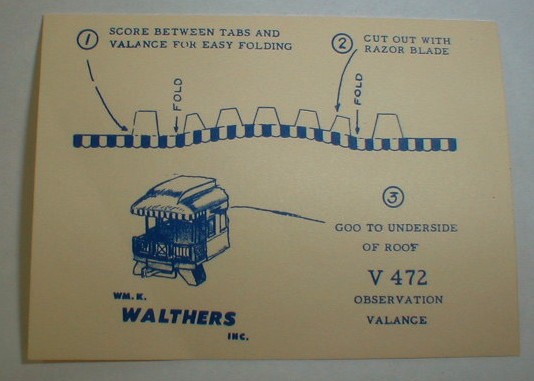 1 SCORE BETWEEN TABS AND
VALANCE FOR EASY FOLDING
2 CUT OUT WITH
RAZOR BLADE
FOLD
FOLD
3
GOO TO UNDERSIDE
OF ROOF
V 472
OBSERVATION
VALANCE
WM. K.
WALTHERS
INC.